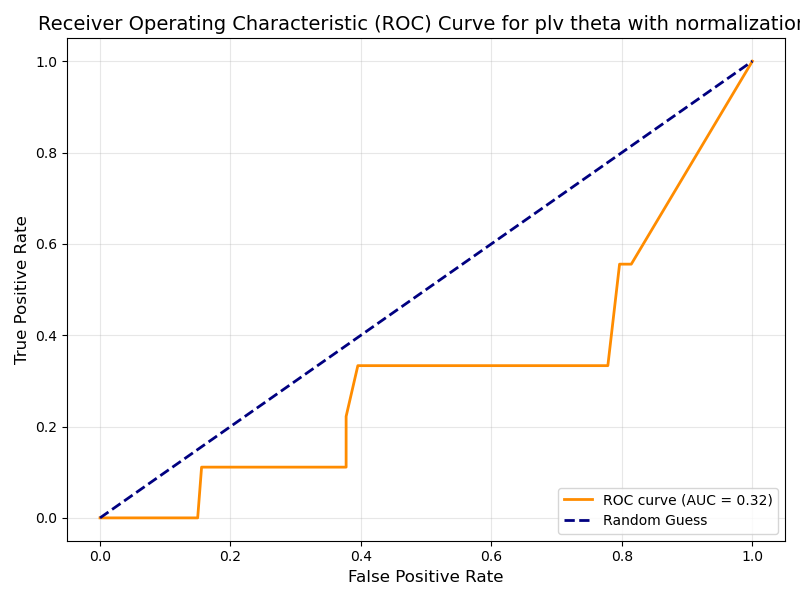 Receiver Operating Characteristic (ROC) Curve for plv theta with normalization
True Positive Rate
1.0
0.8
0.6
0.4
0.2
0.0
ROC curve (AUC = 0.32)
Random Guess
0.0 0.2 0.4 0.6 0.8 1.0
False Positive Rate